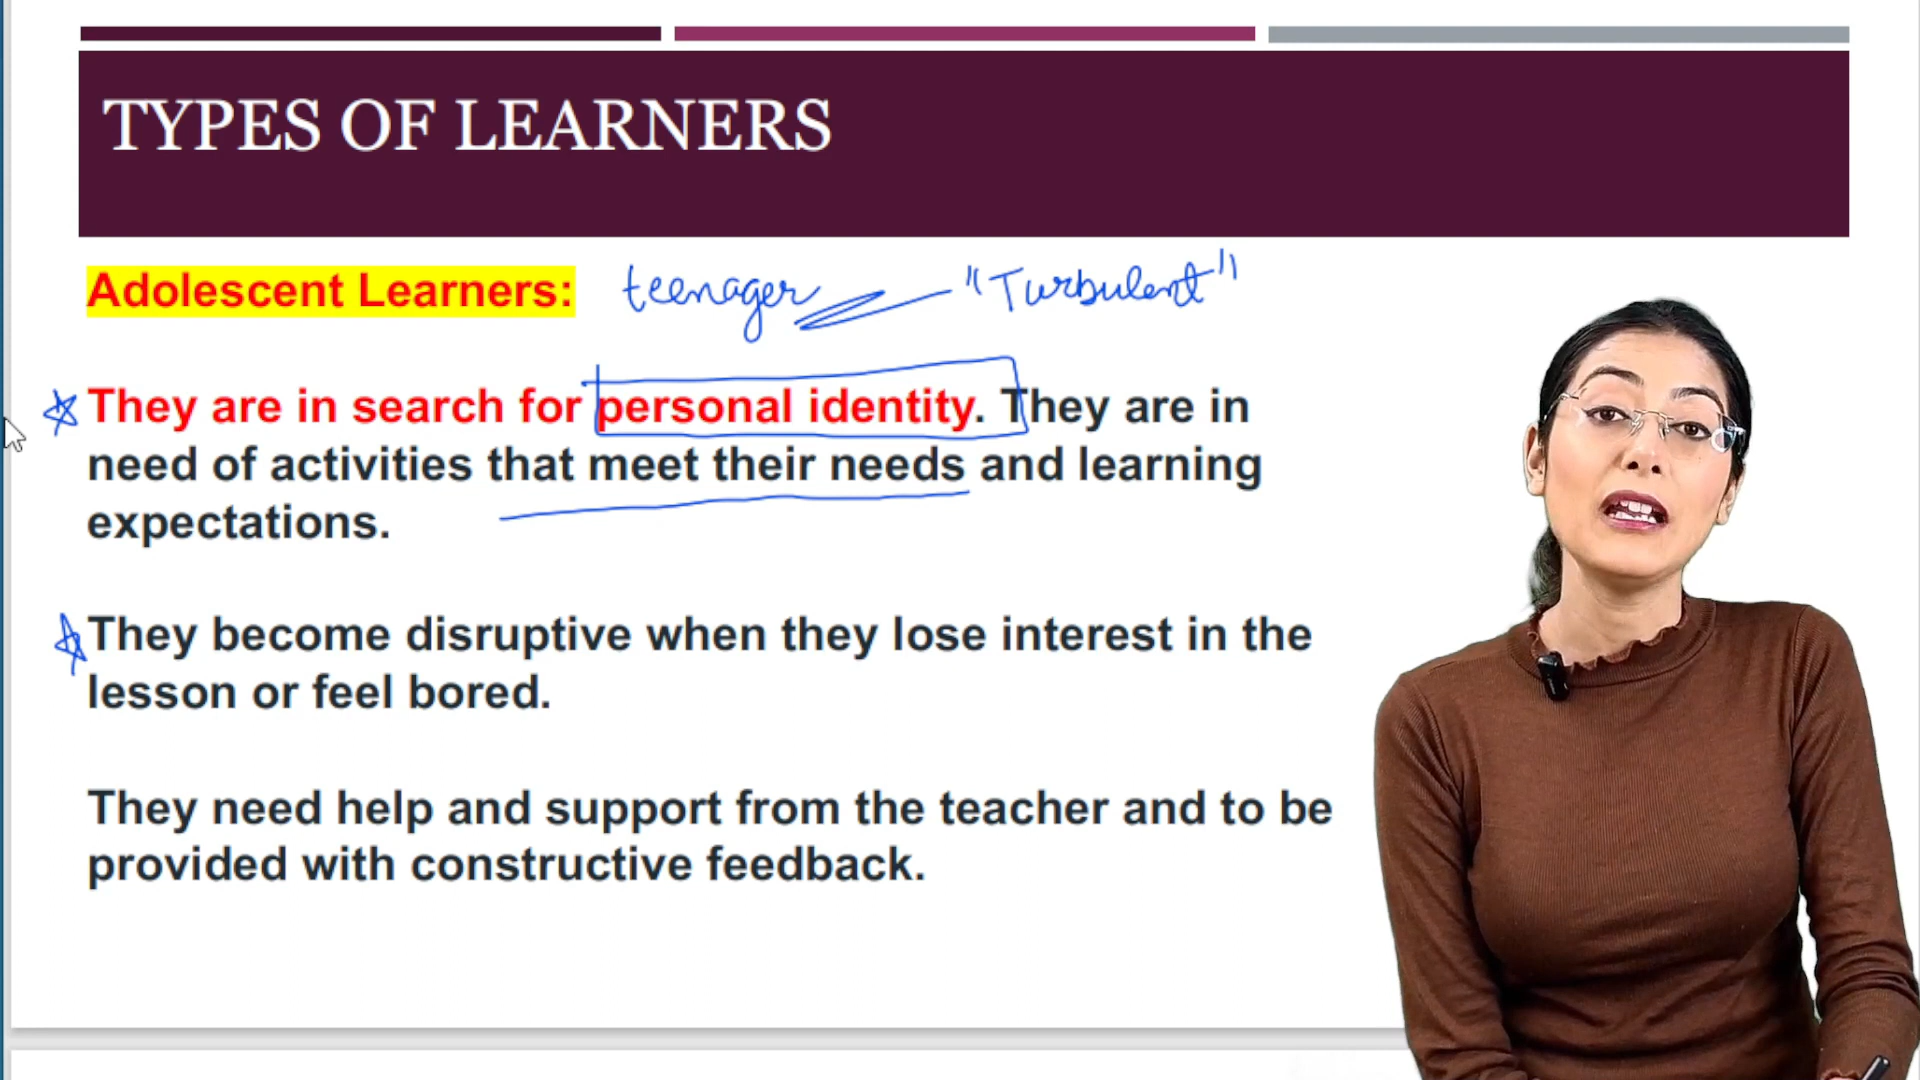 TYPES OF LEARNERS
Adolescent Learners: teenager "Turbulent"
They are in search for personal identity. They are in
need of activities that meet their needs and learning
expectations.
They become disruptive when they lose interest in the
lesson or feel bored.
They need help and support from the teacher and to be
provided with constructive feedback.